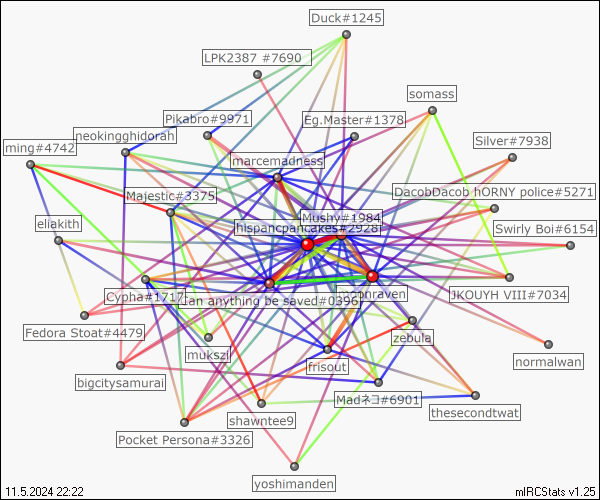 Duck#1245
LPK2387 #7690
somass
Pikabro#9971
Eg.Master#1378
neokingghidorah
Silver#7938
ming#4742
marcemadness
DacobDacob hORNY police#5271
Majestic#3375
Mushy#1984
hispancpancakes#2928
Swirly Boi#6154
eliakith
Cypha#1717
can anything be saved#0396
moonraven
JKOUYH VIII#7034
Fedora Stoat#4479
zebula
mukszil
frisout
normalwan
bigcitysamurai
Madネコ#6901
thesecondtwat
shawntee9
Pocket Persona#3326
yoshimanden
11.5.2024 22:22
mIRCStats v1.25